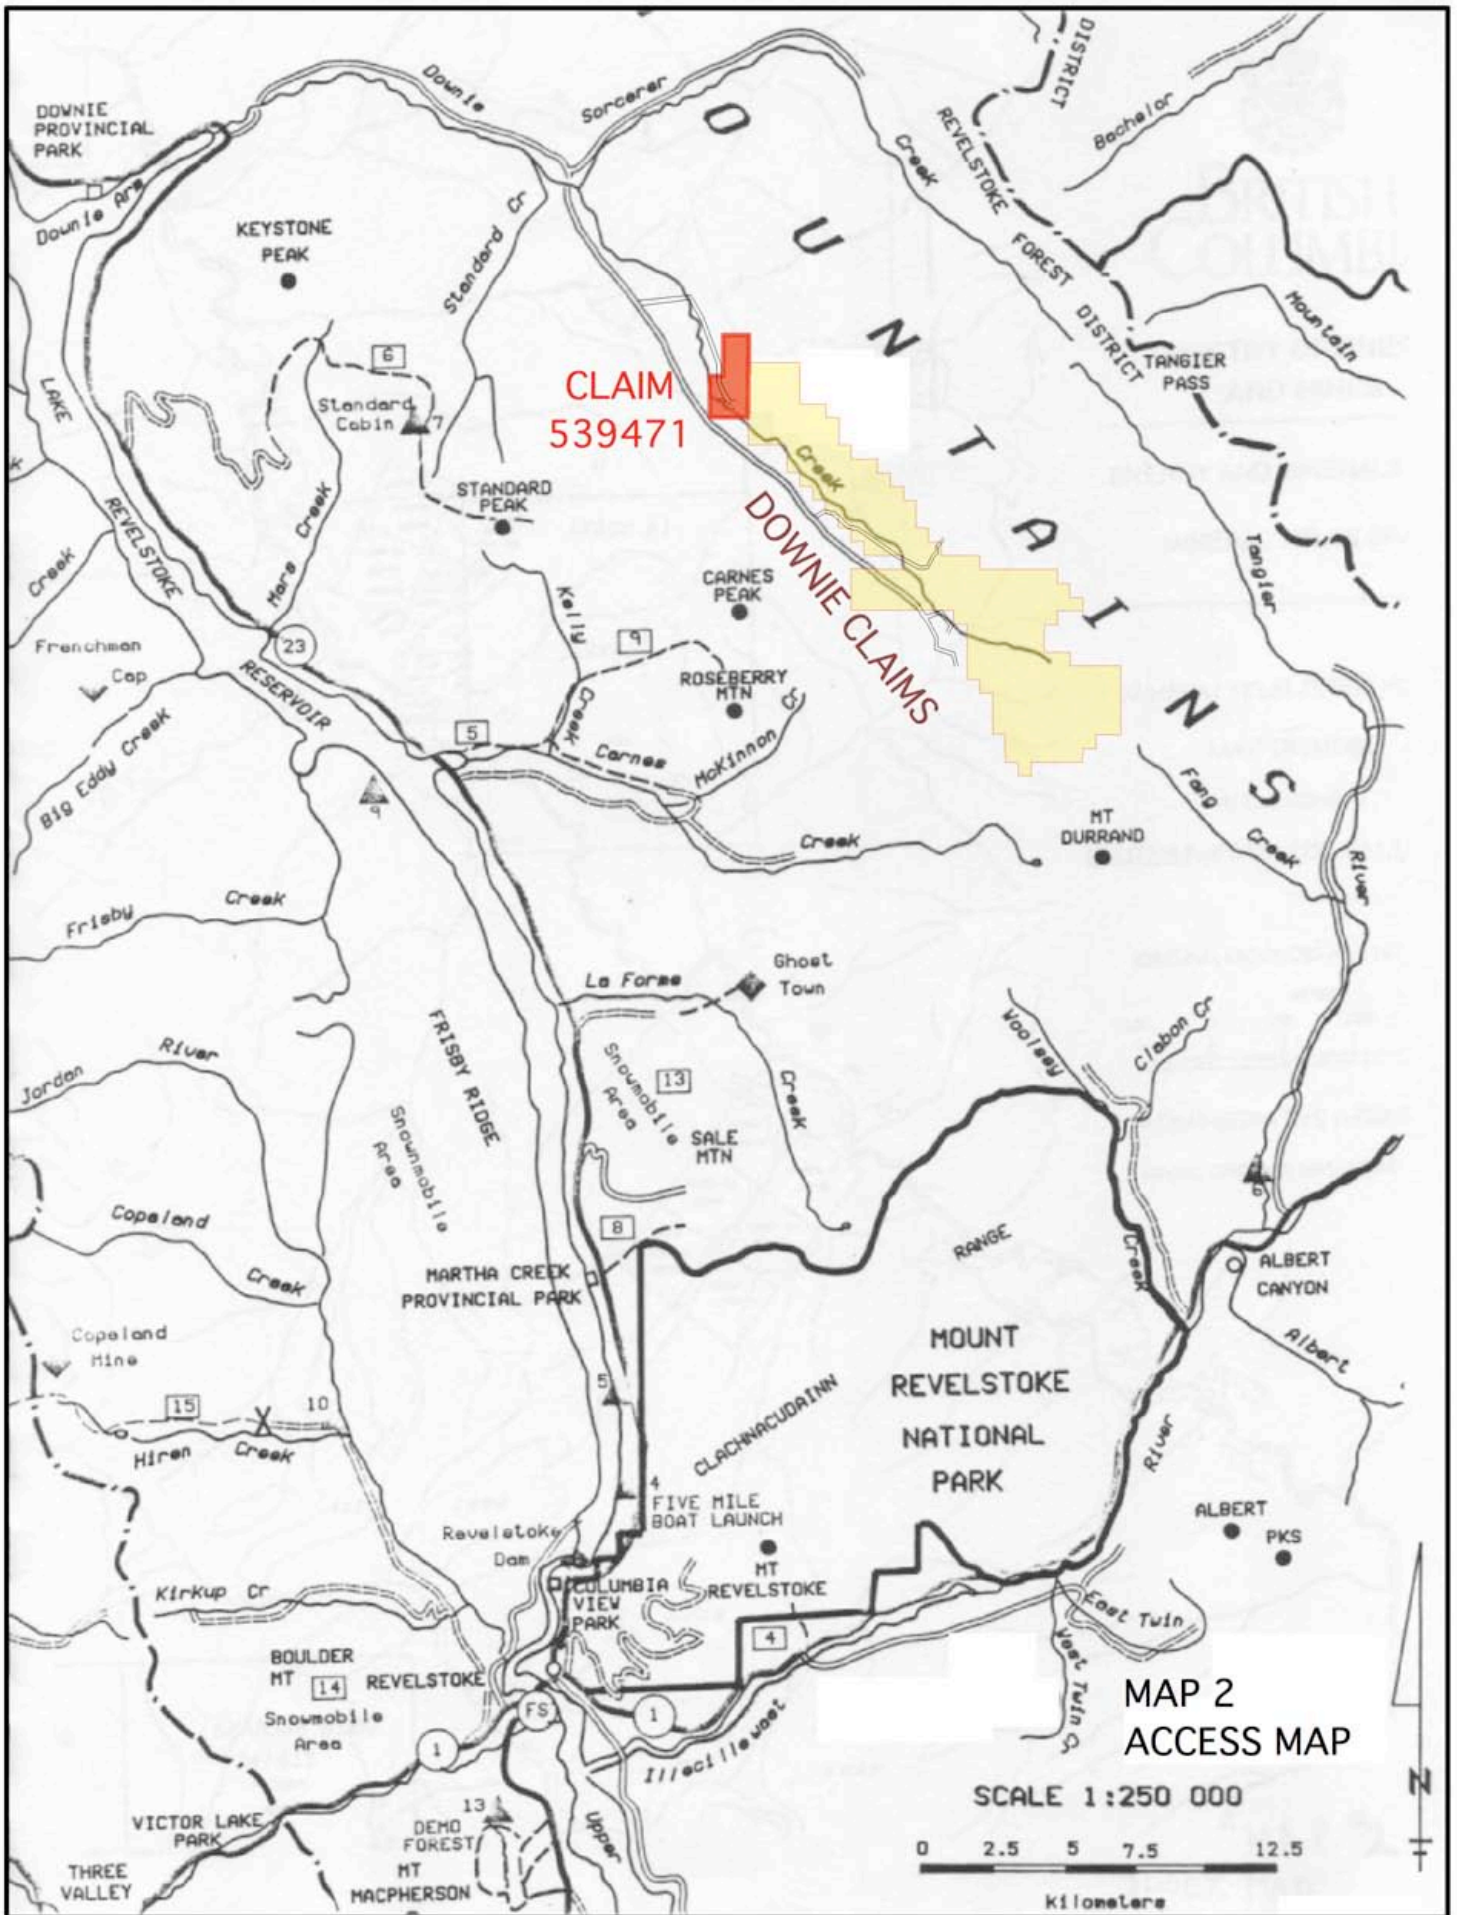 DOWNIE
PROVINCIAL
PARK
Downie Arm
Downie
Sorcerer
Creek
DISTRICT
REVELSTOKE
FOREST
DISTRICT
Bachelor
Mountain
O
U
N
T
A
I
N
S
KEYSTONE
PEAK
Standard Cr
6
Standard
Cabin
7
CLAIM
539471
Creek
TANGIER
PASS
STANDARD
PEAK
DOWNIE CLAIMS
LAKE
REVELSTOKE
RESERVOIR
Mars Creek
Creek
Frenchman
Cap
23
Kelly
Creek
CARNES
PEAK
9
ROSEBERRY
MTN
5
Carnes
McKinnon
Creek
Tangier
River
Big Eddy Creek
9
Fang
Creek
MT
DURRAND
Frisby
Creek
La Forme
Creek
Ghost
Town
FRISBY RIDGE
Snowmobile
Area
13
SALE
MTN
Woolsey
Creek
Clabon Cr
Jordan
River
Snowmobile
Area
8
Copeland
Creek
MARTHA CREEK
PROVINCIAL PARK
RANGE
CLACHNACUDAINN
ALBERT
CANYON
Albert
Copeland
Mine
MOUNT
REVELSTOKE
NATIONAL
PARK
5
15
10
Hiren
Creek
River
4
FIVE MILE
BOAT LAUNCH
ALBERT
PKS
Revelstoke
Dam
COLUMBIA
VIEW
PARK
MT
REVELSTOKE
Kirkup Cr
4
East Twin
West Twin Cr
BOULDER
MT
14
REVELSTOKE
Snowmobile
Area
FS
1
1
Illecillewaet
MAP 2
ACCESS MAP
SCALE 1:250 000
N
VICTOR LAKE
PARK
13
DEMO
FOREST
Upper
THREE
VALLEY
MT
MACPHERSON
0 2.5 5 7.5 12.5
Kilometers